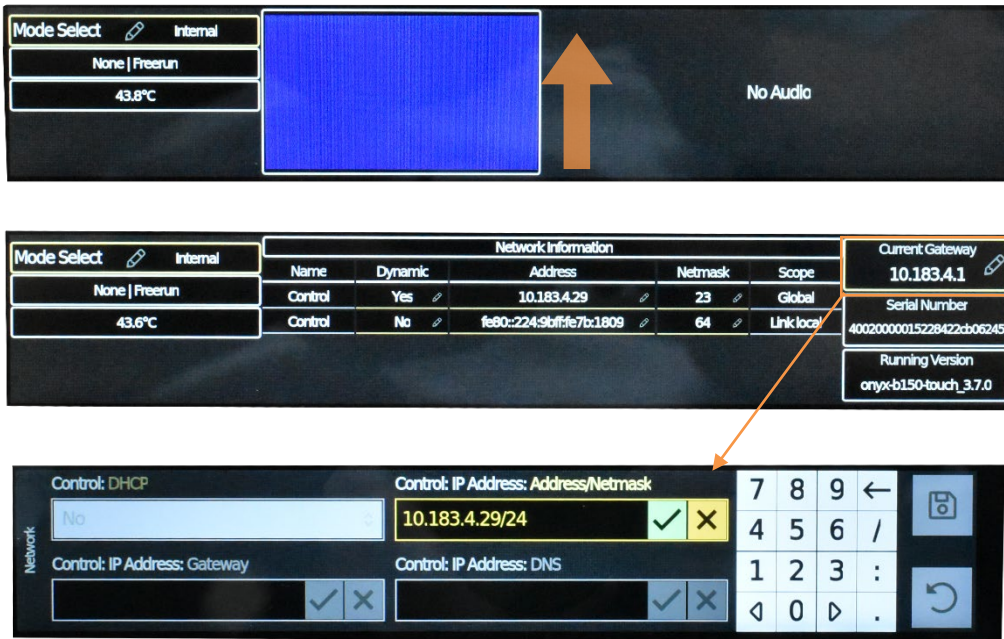 Mode Select Internal
None | Freerun
43.8°C
No Audio
Mode Select Internal
None | Freerun
43.6°C
Network Information
Name Dynamic Address Netmask Scope
Control Yes 10.183.4.29 23 Global
Control No fe80::224:9bff:fe7b:1809 64 Link local
Current Gateway
10.183.4.1
Serial Number
40020000015228422cb06245
Running Version
onyx-b150-touch_3.7.0
Network
Control: DHCP
No
Control: IP Address: Address/Netmask
10.183.4.29/24
Control: IP Address: Gateway
Control: IP Address: DNS
7 8 9 ←
4 5 6 /
1 2 3 :
0 .